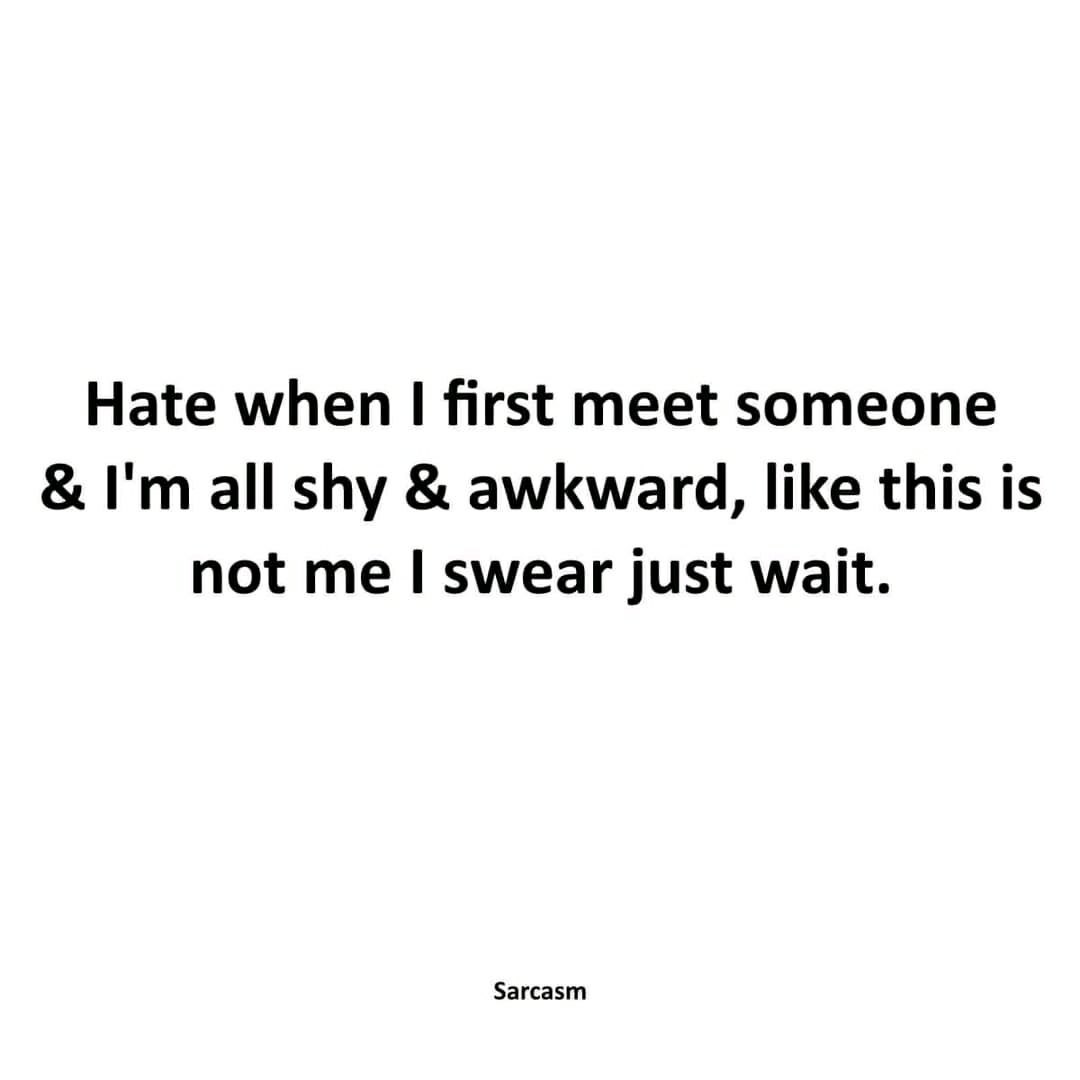 Hate when I first meet someone
& I'm all shy & awkward, like this is
not me I swear just wait.
Sarcasm